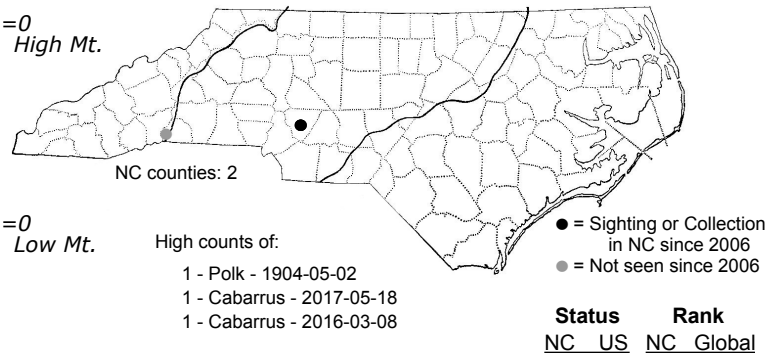 =0
High Mt.
NC counties: 2
=0
Low Mt.
High counts of:
1 - Polk - 1904-05-02
1 - Cabarrus - 2017-05-18
1 - Cabarrus - 2016-03-08
= Sighting or Collection
in NC since 2006
= Not seen since 2006
Status Rank
NC US NC Global